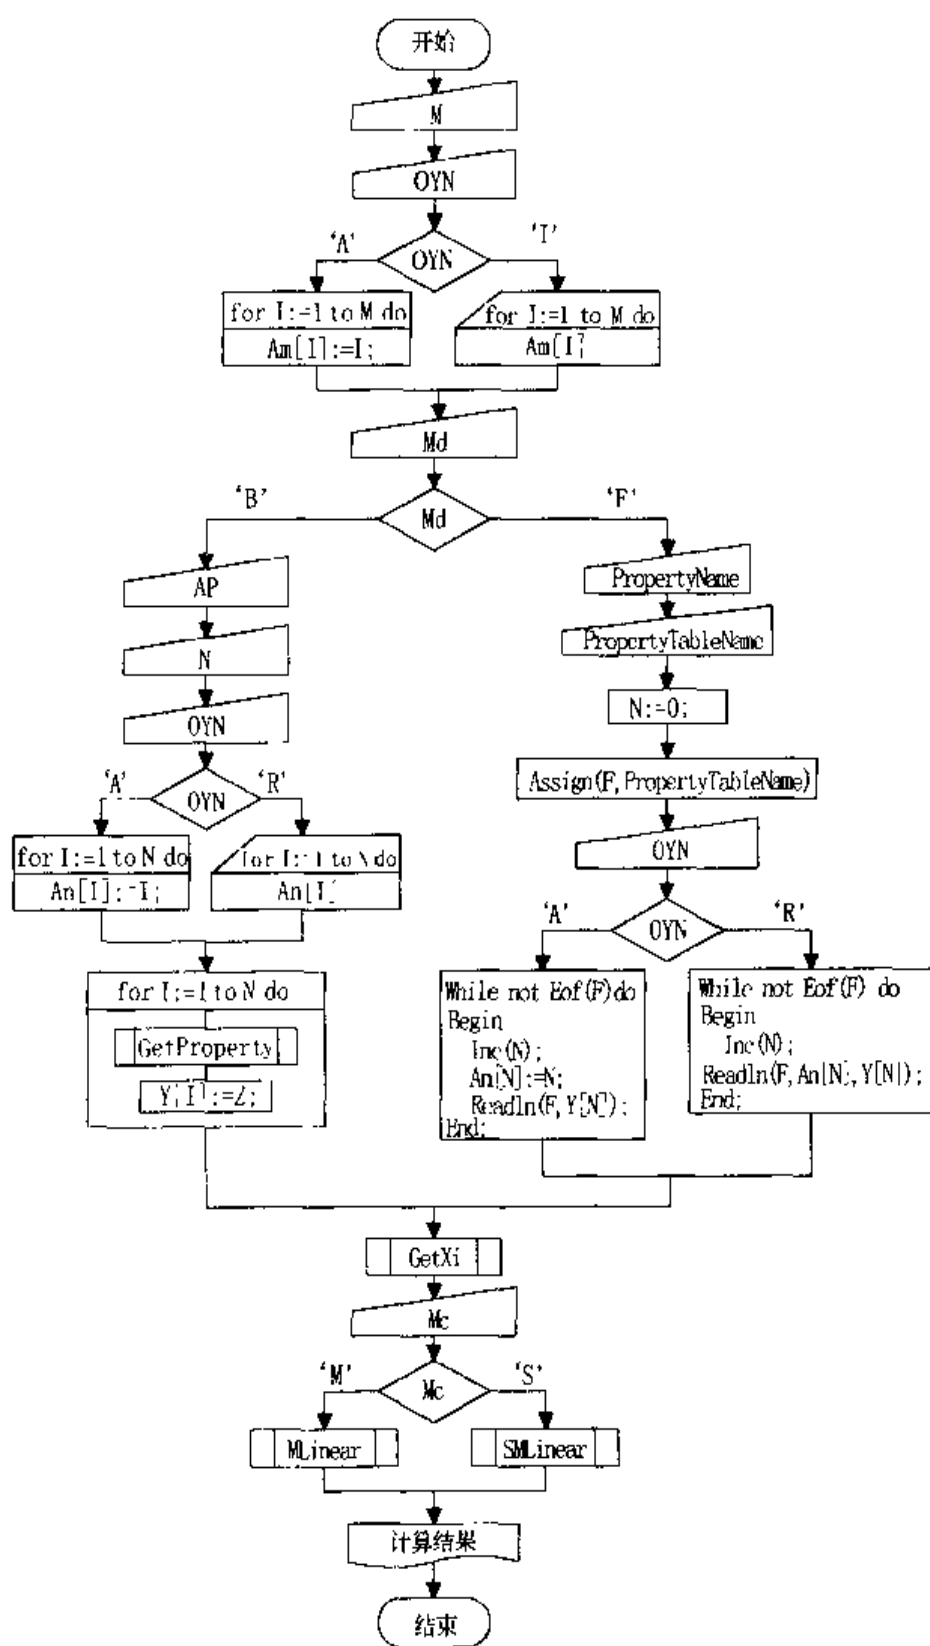 开始
M
OYN
‘A’
OYN
‘I’
for I:=1 to M do
Am[I]:=I;
for I:=1 to M do
Am[I]
Md
‘B’
Md
‘F’
AP
N
OYN
‘A’
OYN
‘R’
for I:=1 to N do
An[I]:=I;
for I:=1 to N do
An[I]
for I:=1 to N do
GetProperty
Y[I]:=Z;
PropertyName
PropertyTableName
N:=0;
Assign(F,PropertyTableName)
OYN
‘A’
OYN
‘R’
While not Eof(F)do
Begin
Inc(N);
An[N]:=N;
Readln(F,Y[N]);
End;
While not Eof(F) do
Begin
Inc(N);
Readln(F,An[N],Y[N]);
End;
GetXi
Mc
‘M’
Mc
‘S’
MLinear
SMLinear
计算结果
结束